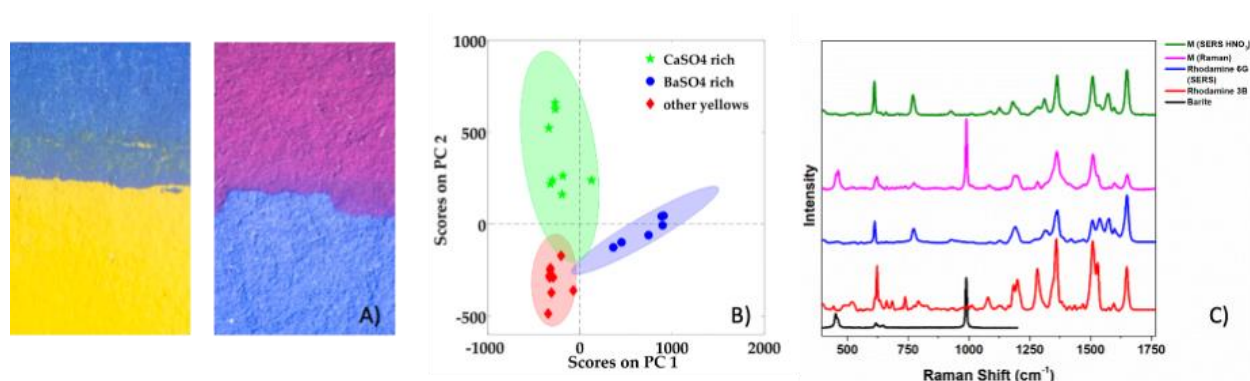 A)
1000
500
0
-500
-1000
0
1000
2000
Scores on PC 2
Scores on PC 1
CaSO4 rich
BaSO4 rich
other yellows
B)
M (SERS HNO3)
M (Raman)
Rhodamine 6G
(SERS)
Rhodamine 3B
Barite
Intensity
500
750
1000
1250
1500
1750
Raman Shift (cm-1)
C)